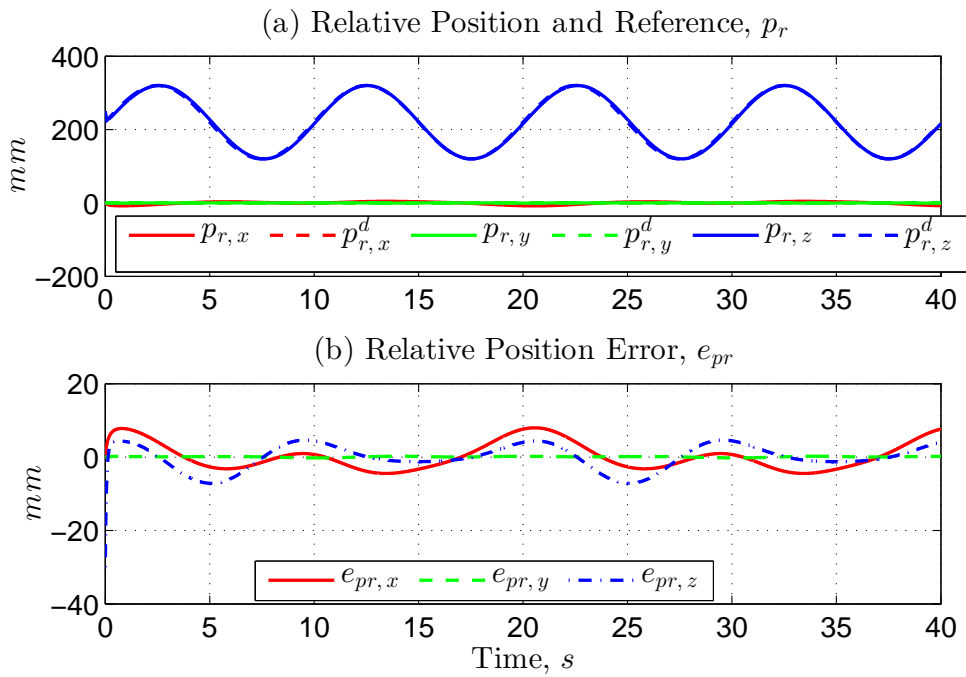 (a) Relative Position and Reference, p_r
400
200
0
−200
mm
p_{r, x} p^d_{r, x} p_{r, y} p^d_{r, y} p_{r, z} p^d_{r, z}
0 5 10 15 20 25 30 35 40
(b) Relative Position Error, e_{pr}
20
0
−20
−40
mm
e_{pr, x} e_{pr, y} e_{pr, z}
0 5 10 15 20 25 30 35 40
Time, s